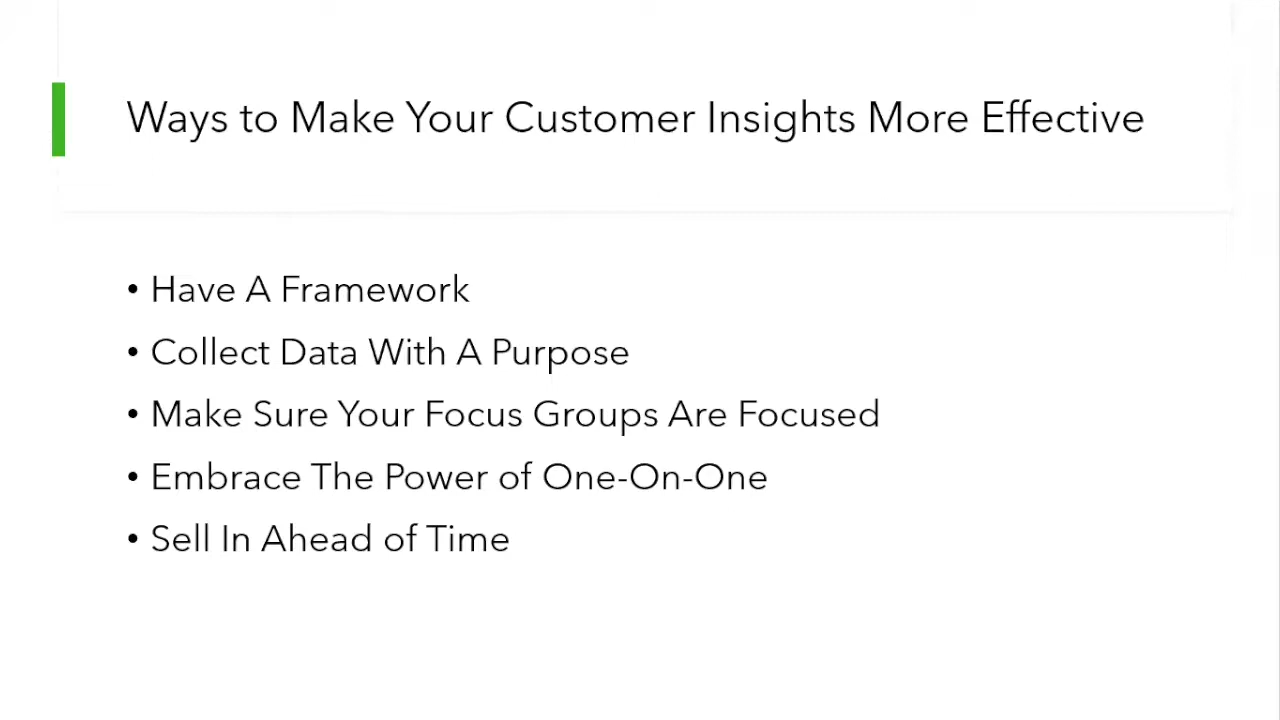 Ways to Make Your Customer Insights More Effective
• Have A Framework
• Collect Data With A Purpose
• Make Sure Your Focus Groups Are Focused
• Embrace The Power of One-On-One
• Sell In Ahead of Time